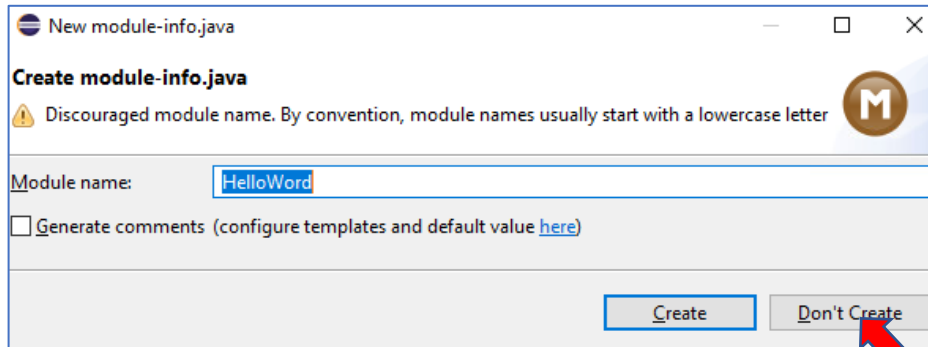 New module-info.java
Create module-info.java
Discouraged module name. By convention, module names usually start with a lowercase letter
M
Module name: HelloWord
Generate comments (configure templates and default value here)
Create Don't Create